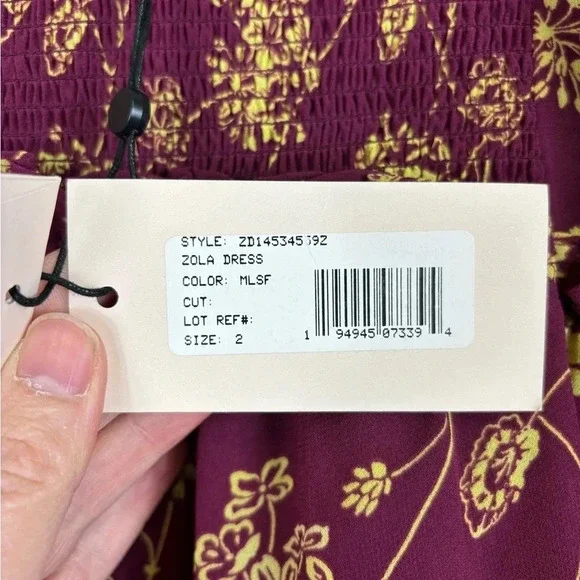 STYLE:
ZOLA DRESS
COLOR: MLSF
CUT:
LOT REF#:
SIZE: 2
1 94945 07339 4